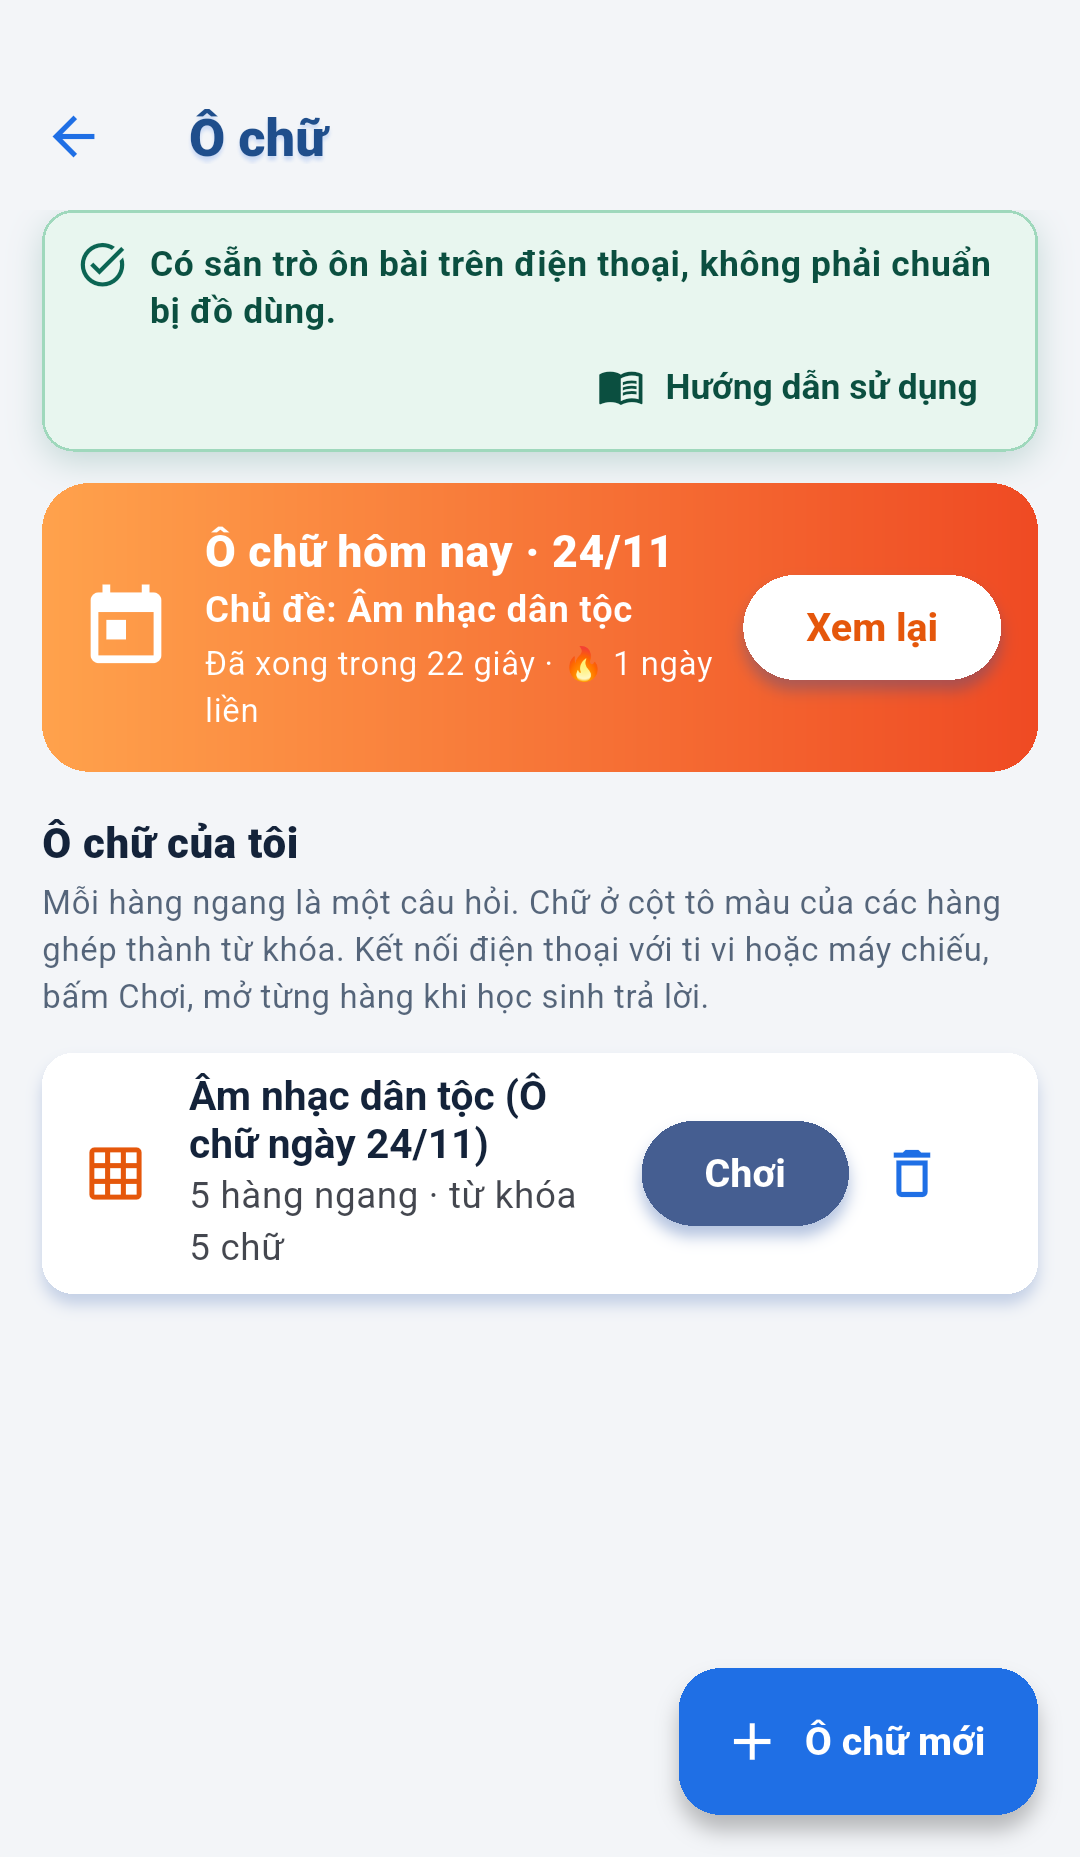 Ô chữ
Có sẵn trò ôn bài trên điện thoại, không phải chuẩn
bị đồ dùng.
Hướng dẫn sử dụng
Ô chữ hôm nay · 24/11
Chủ đề: Âm nhạc dân tộc
Đã xong trong 22 giây · 🔥 1 ngày
liền
Xem lại
Ô chữ của tôi
Mỗi hàng ngang là một câu hỏi. Chữ ở cột tô màu của các hàng
ghép thành từ khóa. Kết nối điện thoại với ti vi hoặc máy chiếu,
bấm Chơi, mở từng hàng khi học sinh trả lời.
Âm nhạc dân tộc (Ô
chữ ngày 24/11)
5 hàng ngang · từ khóa
5 chữ
Chơi
Ô chữ mới